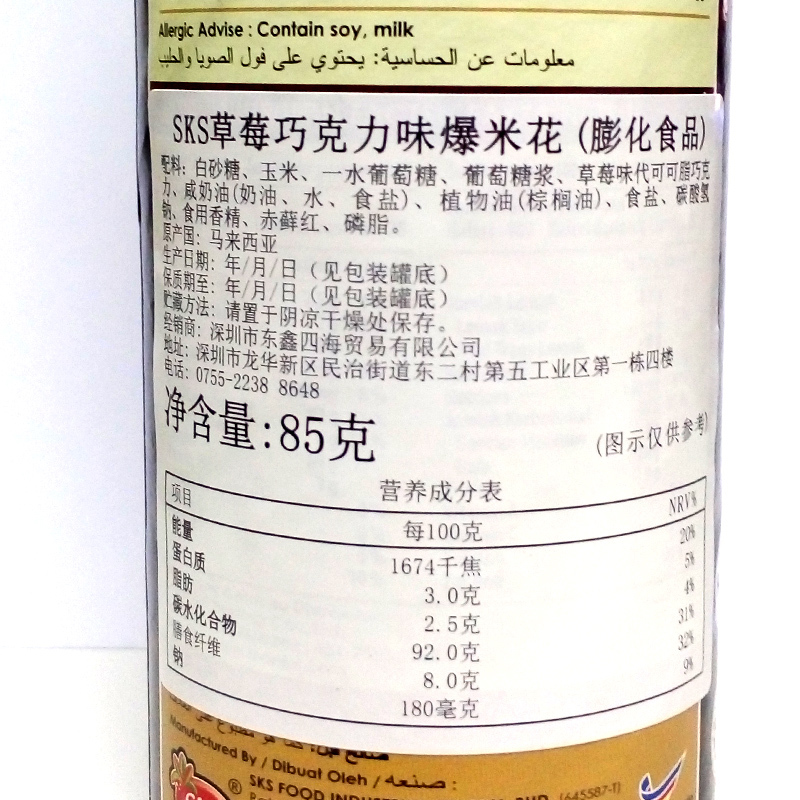 Allergic Advise : Contain soy, milk
معلومات عن الحساسية: يحتوي على فول الصويا والحليب
SKS草莓巧克力味爆米花 (膨化食品)
配料: 白砂糖、玉米、一水葡萄糖、葡萄糖浆、草莓味代可可脂巧克
力、咸奶油(奶油、水、食盐)、植物油(棕榈油)、食盐、碳酸氢
钠、食用香精、赤藓红、磷脂。
原产国: 马来西亚
生产日期: 年/月/日 (见包装罐底)
保质期至: 年/月/日 (见包装罐底)
贮藏方法: 请置于阴凉干燥处保存。
经销商: 深圳市东鑫四海贸易有限公司
地址: 深圳市龙华新区民治街道东二村第五工业区第一栋四楼
电话: 0755-2238 8648
净含量:85克 (图示仅供参考)
营养成分表
项目 每100克 NRV%
能量 1674千焦 20%
蛋白质 3.0克 5%
脂肪 2.5克 4%
碳水化合物 92.0克 31%
膳食纤维 8.0克 32%
钠 180毫克 9%
Manufactured By / Dibuat Oleh / صنعه :
® SKS FOOD (645587-T)